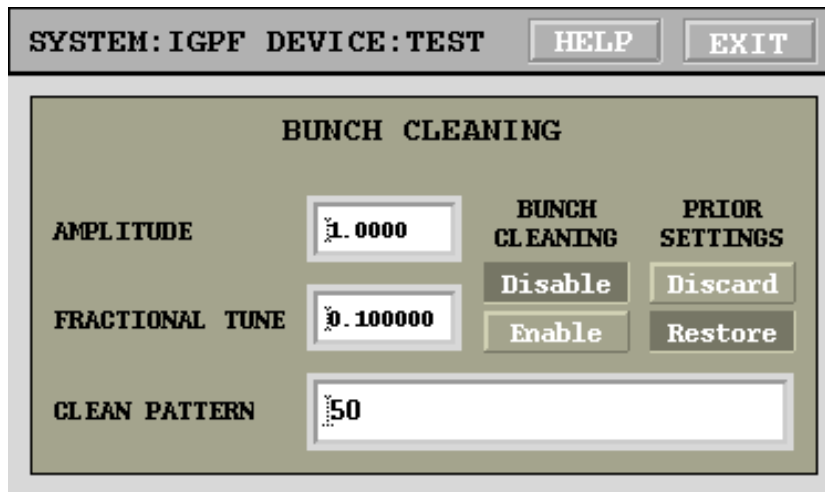 SYSTEM:IGPF DEVICE:TEST HELP EXIT
BUNCH CLEANING
AMPLITUDE 1.0000
BUNCH CLEANING
PRIOR SETTINGS
Disable Discard
FRACTIONAL TUNE 0.100000
Enable Restore
CLEAN PATTERN 50